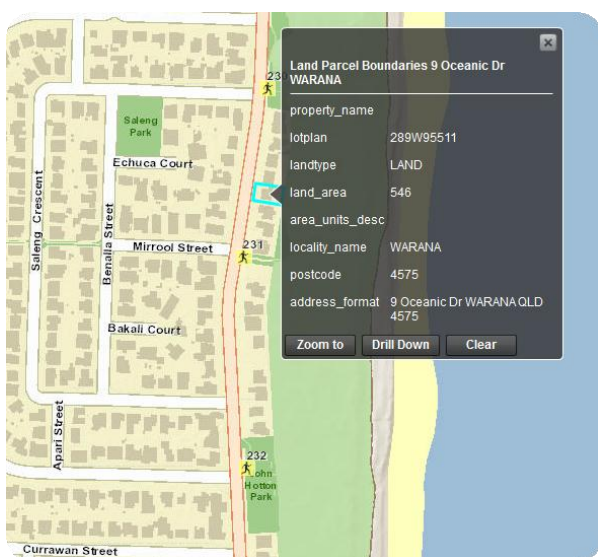 Land Parcel Boundaries 9 Oceanic Dr
WARANA
property_name
lotplan 289W95511
landtype LAND
land_area 546
area_units_desc
locality_name WARANA
postcode 4575
address_format 9 Oceanic Dr WARANA QLD
4575
Zoom to Drill Down Clear
Saleng
Park
Echuca Court
Saleng Crescent
Benalla Street
Mirrool Street
231
Bakali Court
Apari Street
232
Hotton
Park
Currawan Street